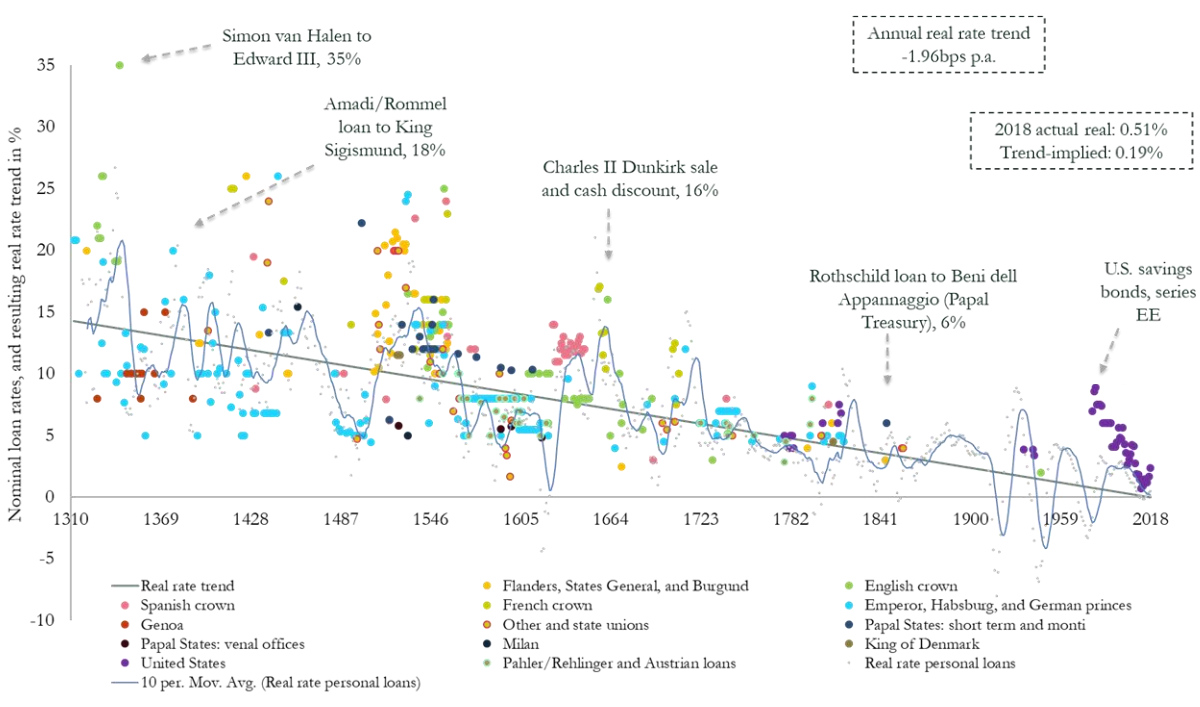 Simon van Halen to
Edward III, 35%
Annual real rate trend
-1.96bps p.a.
Amadi/Rommel
loan to King
Sigismund, 18%
2018 actual real: 0.51%
Trend-implied: 0.19%
Charles II Dunkirk sale
and cash discount, 16%
Rothschild loan to Beni dell
Appannaggio (Papal
Treasury), 6%
U.S. savings
bonds, series
EE
Nominal loan rates, and resulting real rate trend in %
35
30
25
20
15
10
5
0
-5
-10
1310 1369 1428 1487 1546 1605 1664 1723 1782 1841 1900 1959 2018
Real rate trend
Flanders, States General, and Burgund
English crown
Spanish crown
French crown
Emperor, Habsburg, and German princes
Genoa
Other and state unions
Papal States: short term and monti
Papal States: venal offices
Milan
King of Denmark
United States
Pahler/Rehlinger and Austrian loans
Real rate personal loans
10 per. Mov. Avg. (Real rate personal loans)